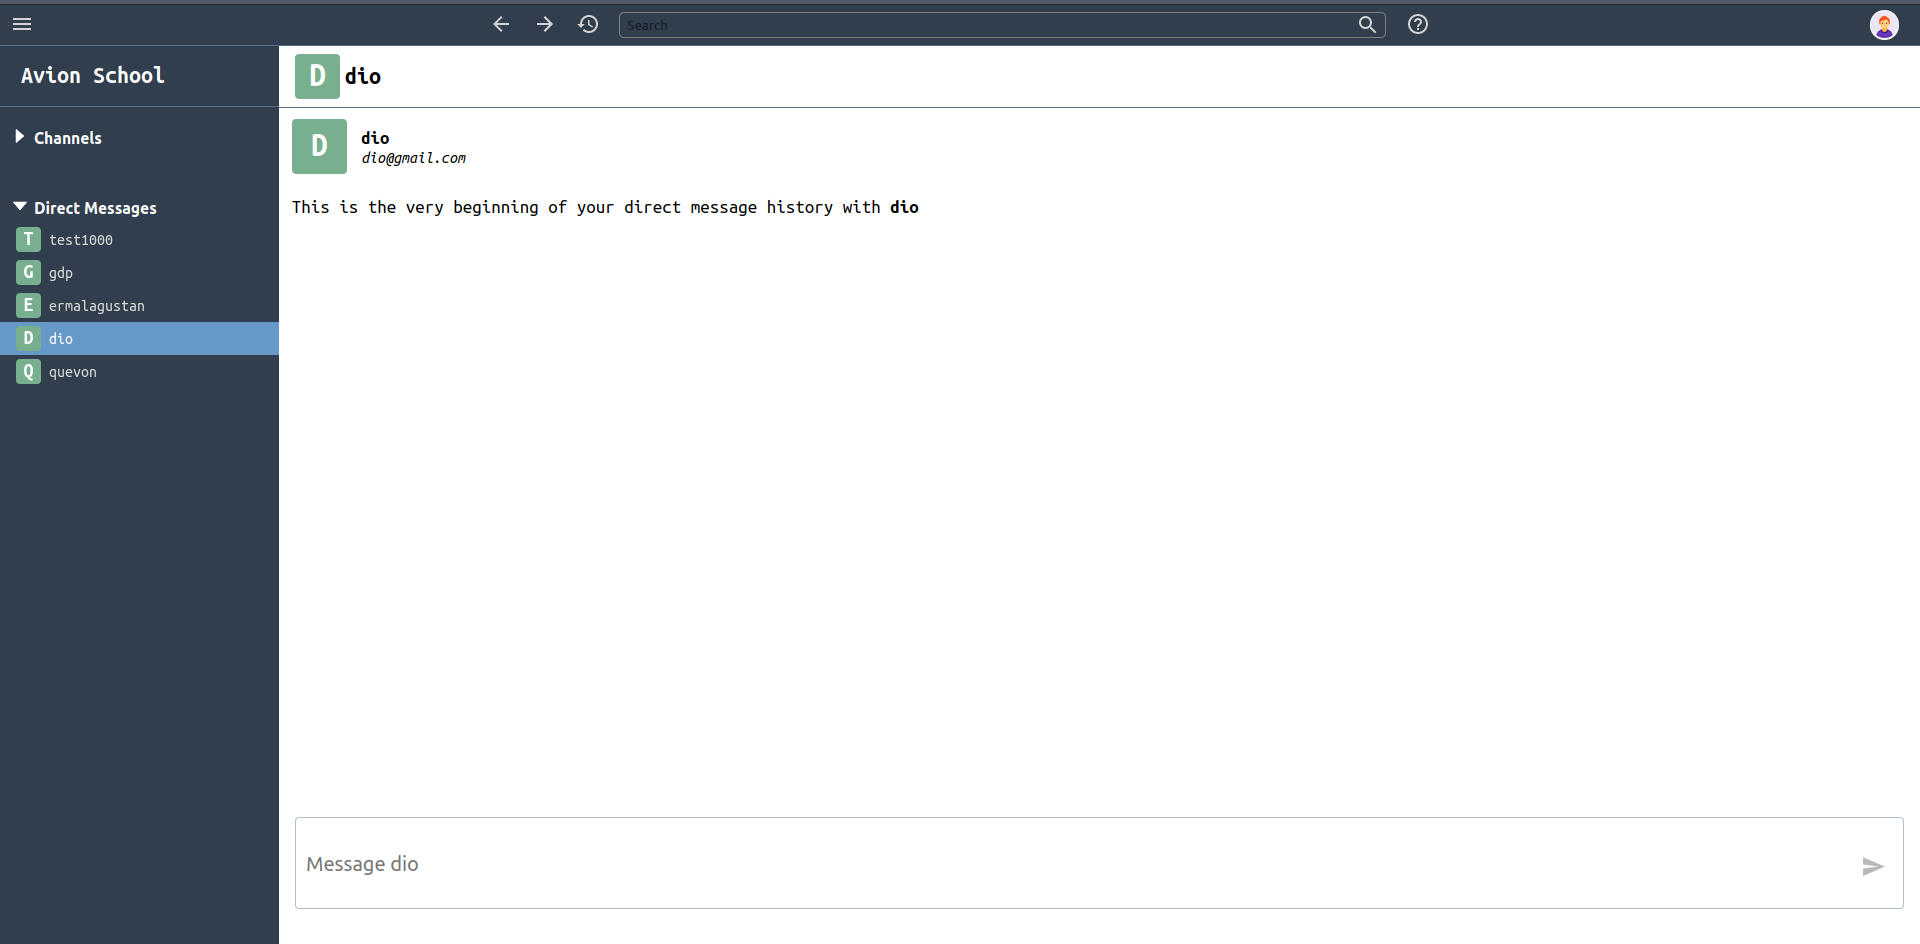 Search
Avion School
Channels
Direct Messages
T test1000
G gdp
E ermalagustan
D dio
Q quevon
D dio
D dio
dio@gmail.com
This is the very beginning of your direct message history with dio
Message dio